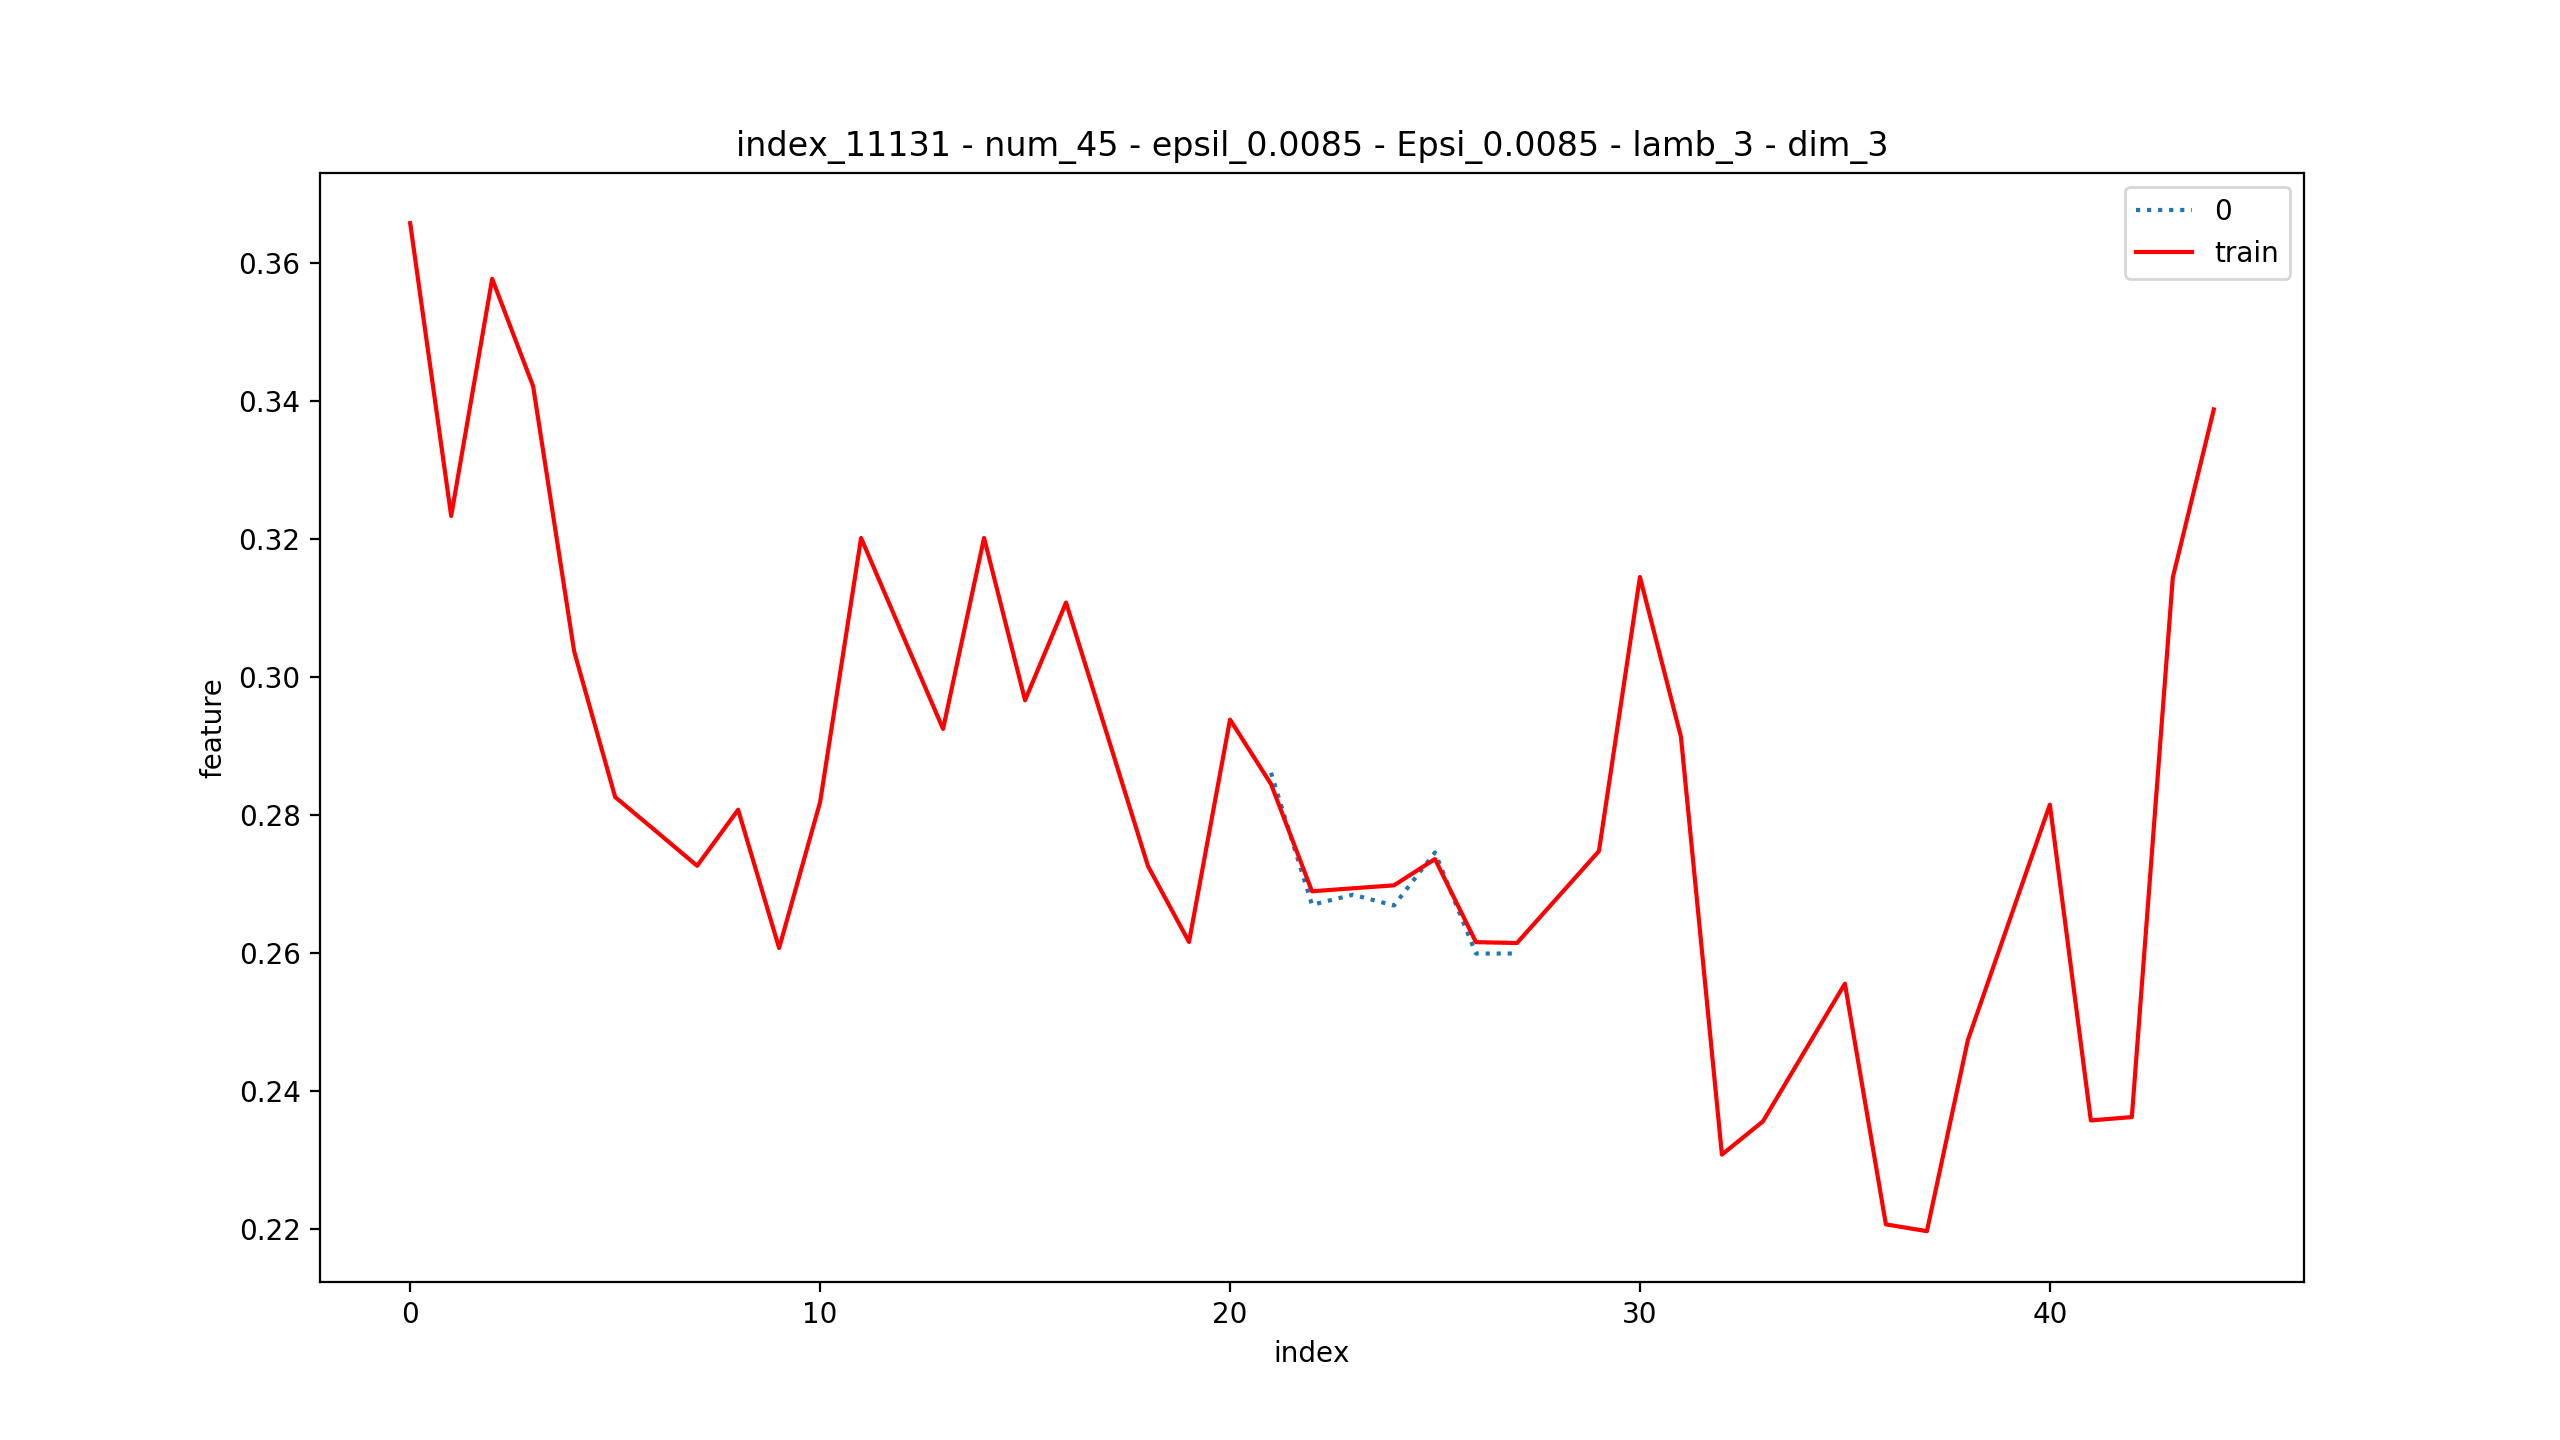 index_11131 - num_45 - epsil_0.0085 - Epsi_0.0085 - lamb_3 - dim_3
0
train
0.36
0.34
0.32
0.30
0.28
0.26
0.24
0.22
feature
0 10 20 30 40
index